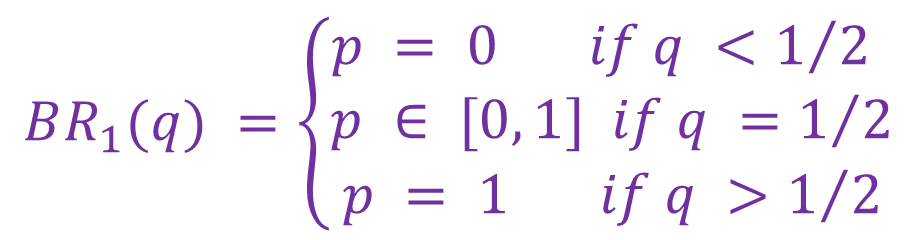 p = 0 if q < 1/2
BR₁(q) = { p ∈ [0, 1] if q = 1/2
p = 1 if q > 1/2